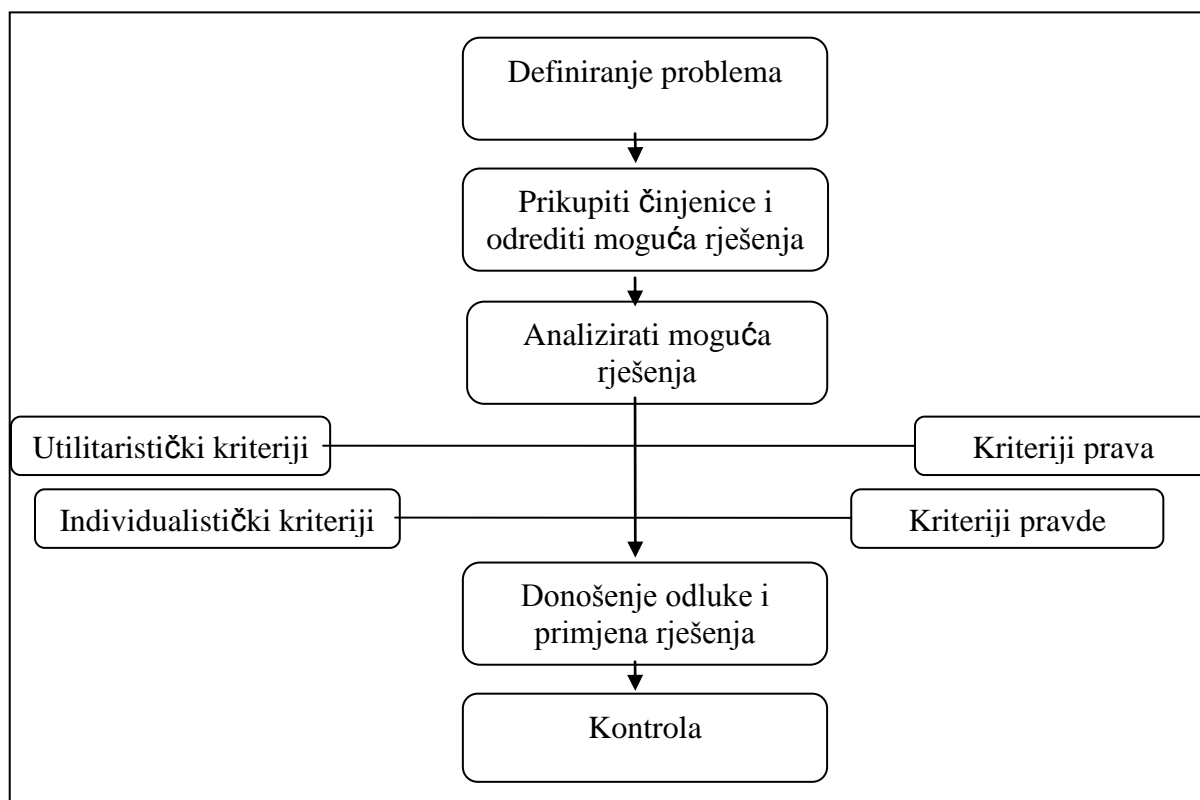 Definiranje problema
Prikupiti činjenice i
odrediti moguća rješenja
Analizirati moguća
rješenja
Utilitaristički kriteriji
Kriteriji prava
Individualistički kriteriji
Kriteriji pravde
Donošenje odluke i
primjena rješenja
Kontrola